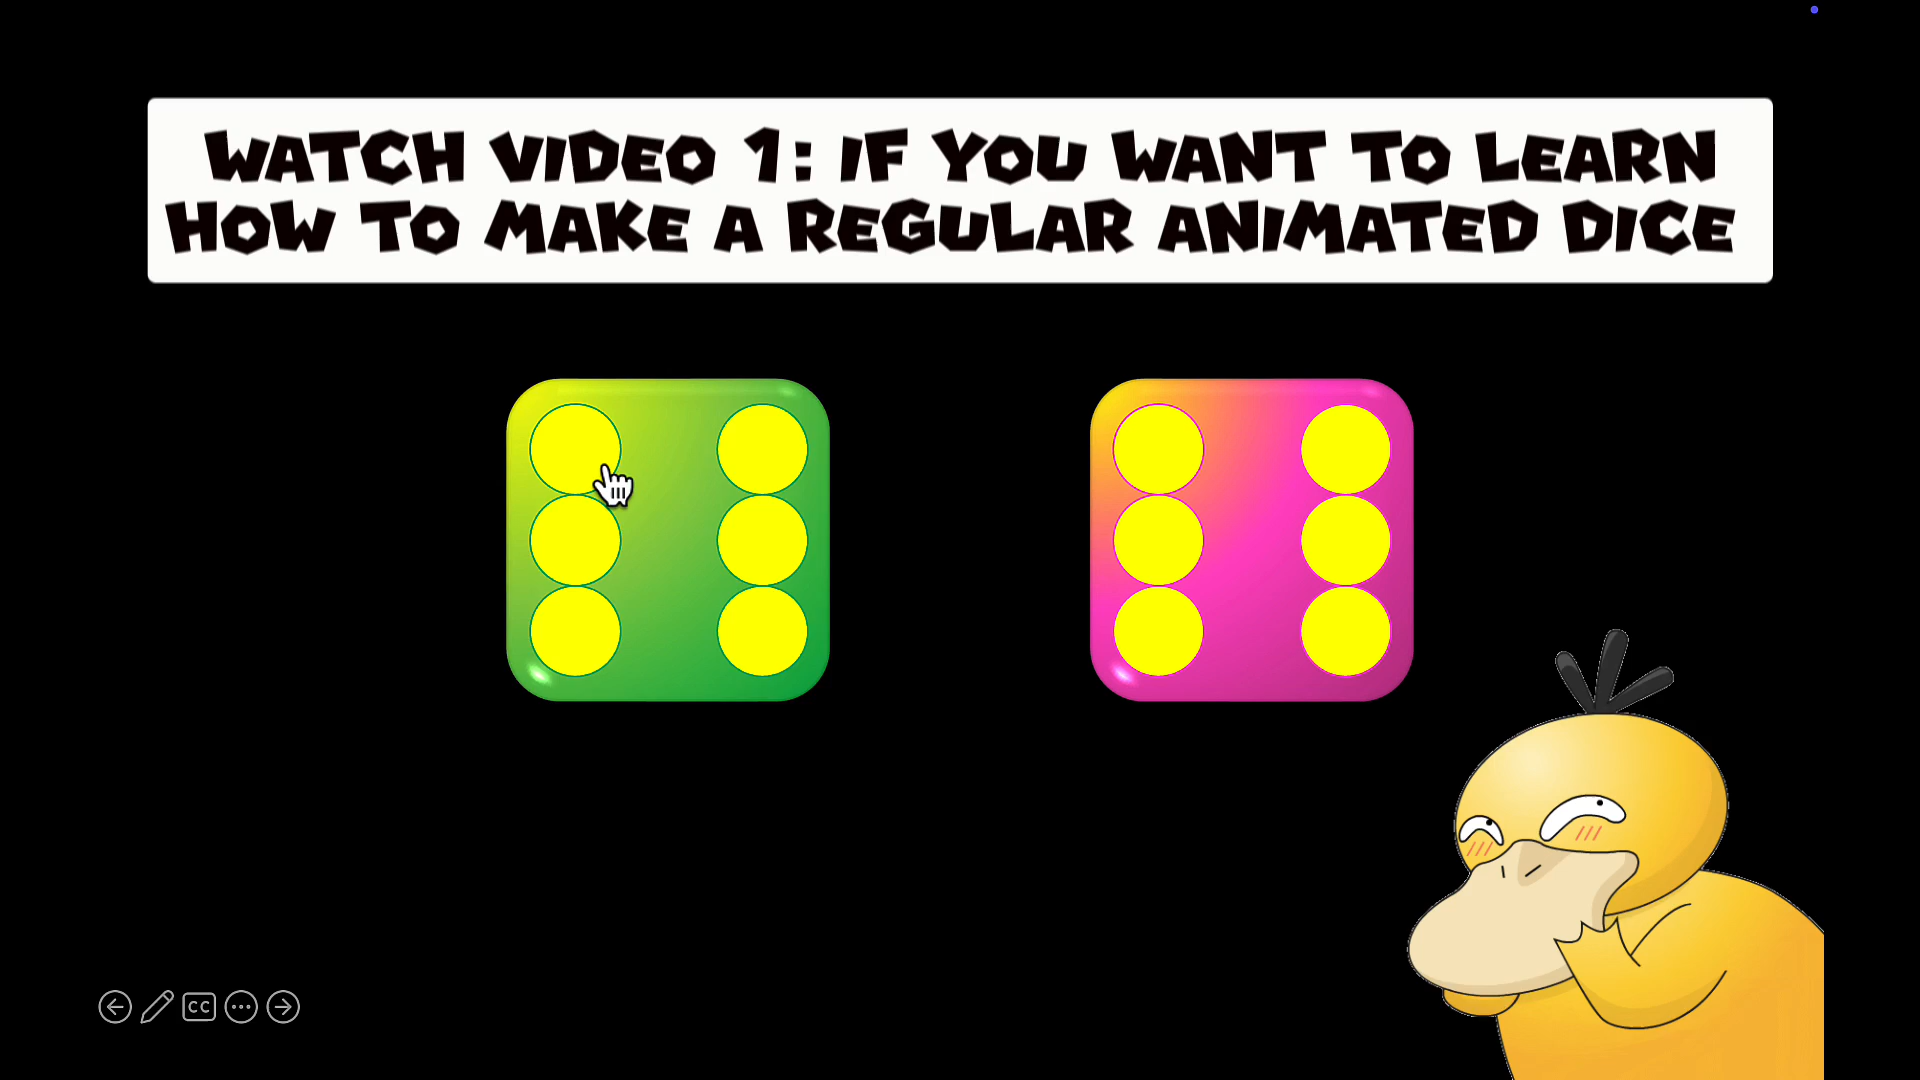 WATCH VIDEO 1: IF YOU WANT TO LEARN
HOW TO MAKE A REGULAR ANIMATED DICE
CC